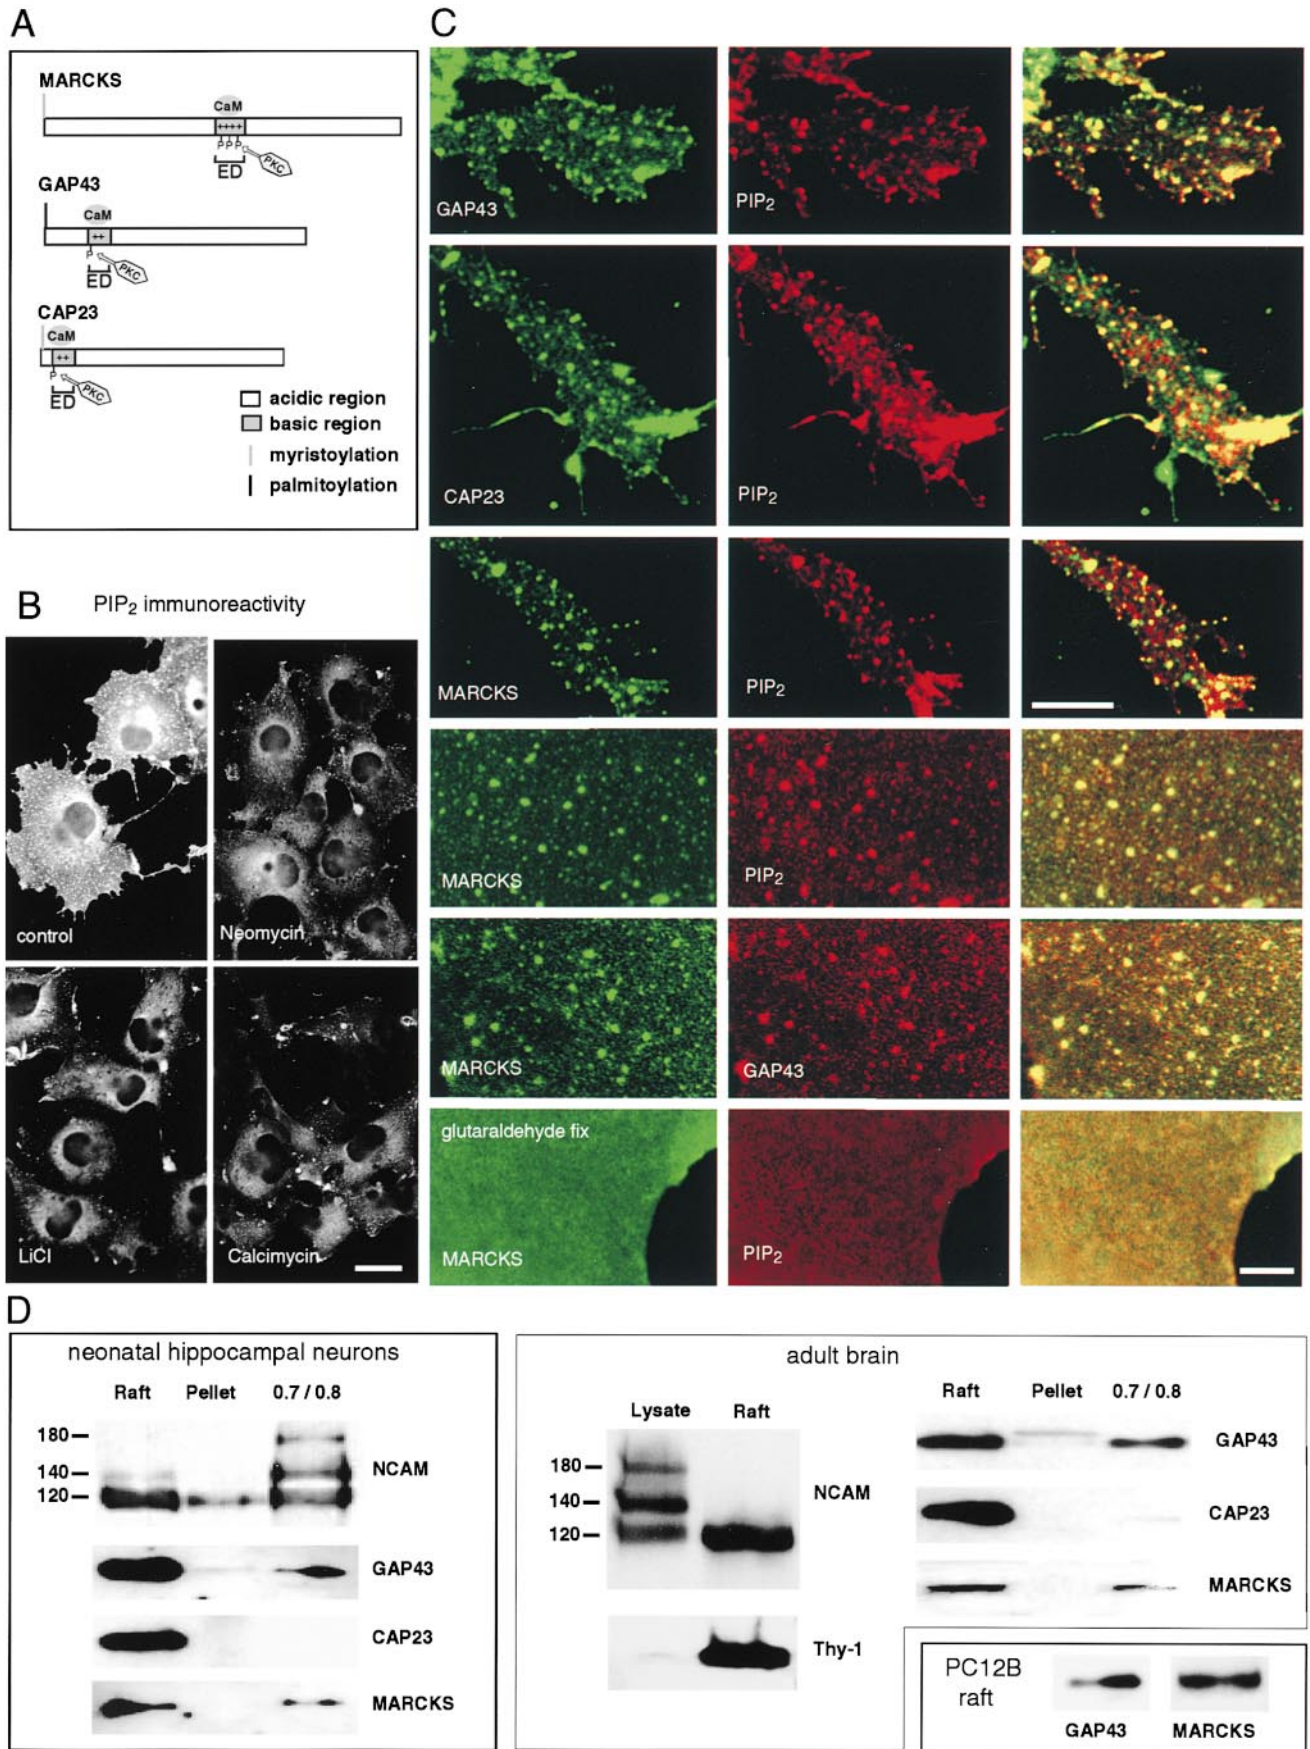 A
MARCKS
CaM
++++
P P P
PKC
ED
GAP43
CaM
++
P
PKC
ED
CAP23
CaM
++
P
PKC
ED
acidic region
basic region
myristoylation
palmitoylation
B
PIP2 immunoreactivity
control
Neomycin
LiCl
Calcimycin
C
GAP43
PIP2
CAP23
PIP2
MARCKS
PIP2
MARCKS
PIP2
MARCKS
GAP43
glutaraldehyde fix
MARCKS
PIP2
D
neonatal hippocampal neurons
Raft Pellet 0.7 / 0.8
180
140
120
NCAM
GAP43
CAP23
MARCKS
adult brain
Lysate Raft
180
140
120
NCAM
Thy-1
Raft Pellet 0.7 / 0.8
GAP43
CAP23
MARCKS
PC12B
raft
GAP43 MARCKS